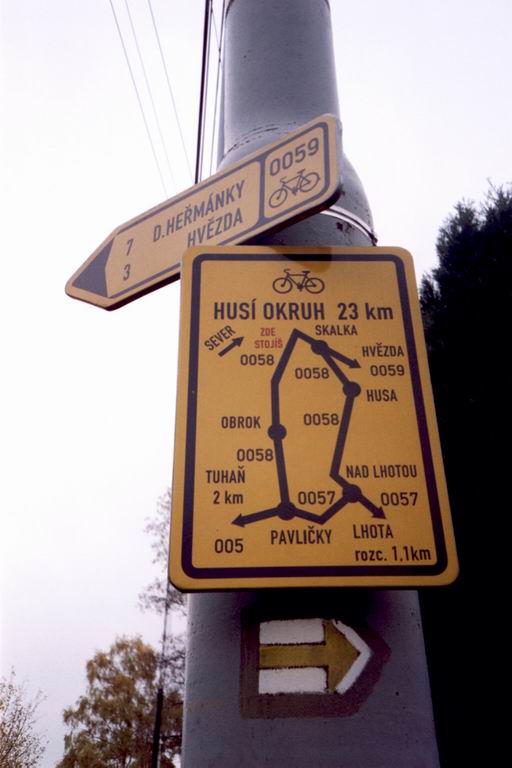 0059
7 D.HEŘMÁNKY
3 HVĚZDA
HUSÍ OKRUH 23 km
SEVER
ZDE
STOJÍŠ
SKALKA
0058
HVĚZDA
0058
0059
HUSA
OBROK
0058
0058
TUHAŇ
2 km
NAD LHOTOU
0057
0057
005
PAVLIČKY
LHOTA
rozc. 1,1km